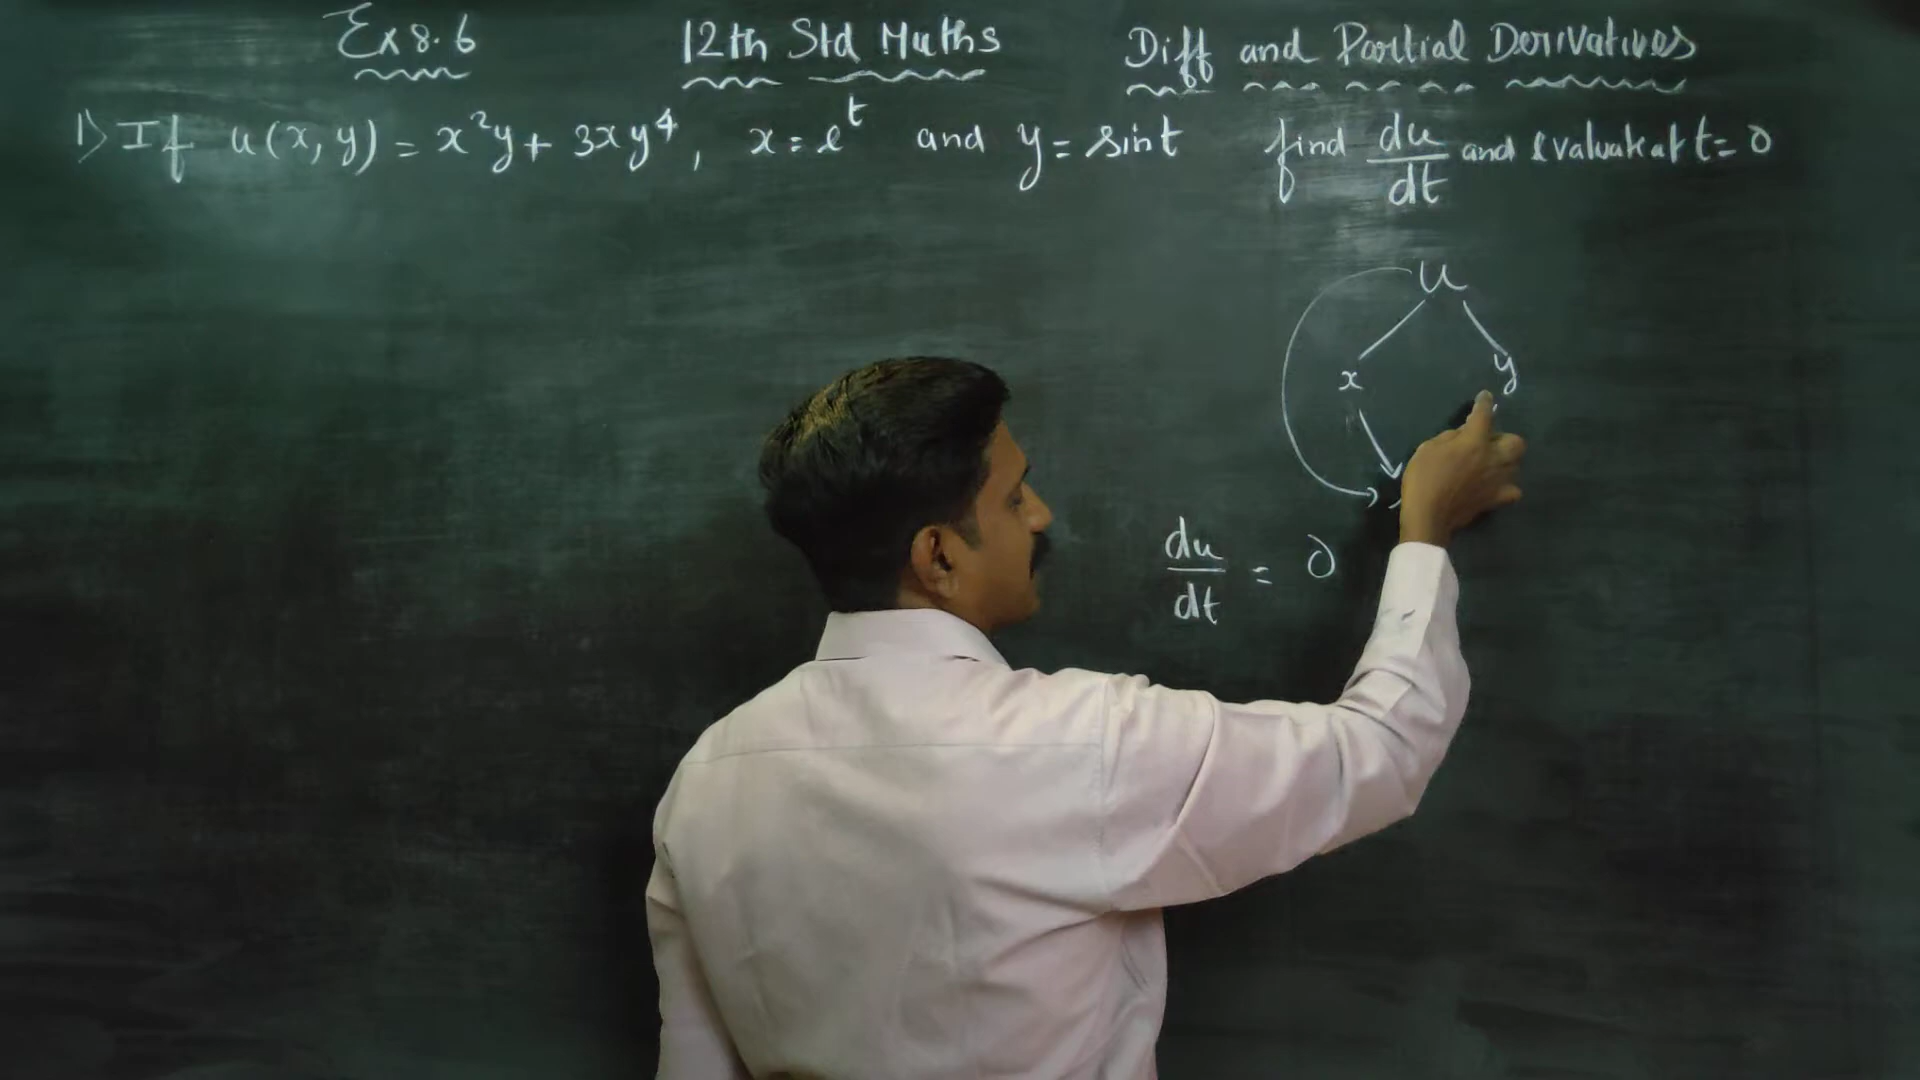 Ex 8.6 12th Std Maths Diff and Partial Derivatives
1) If u(x, y) = x²y + 3xy⁴, x = e^t and y = sint find du/dt and evaluate at t = 0
u
x y
du/dt = ∂